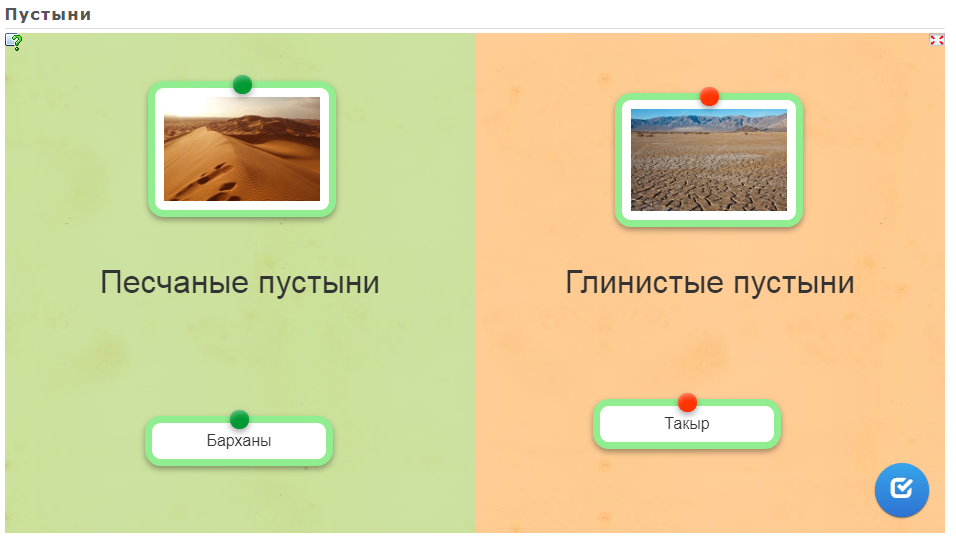 Пустыни
Песчаные пустыни
Глинистые пустыни
Барханы
Такыр